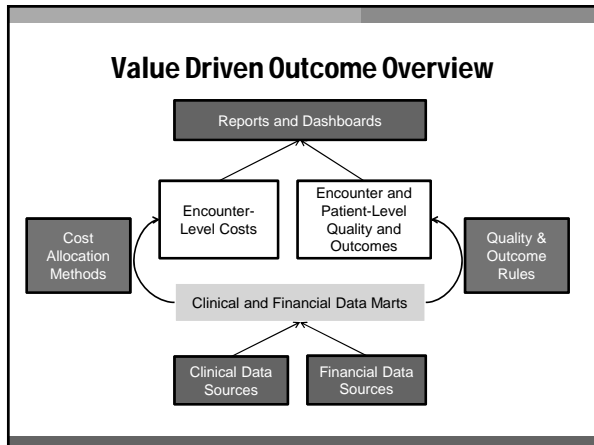 Value Driven Outcome Overview
Reports and Dashboards
Encounter-
Level Costs
Encounter and
Patient-Level
Quality and
Outcomes
Cost
Allocation
Methods
Quality &
Outcome
Rules
Clinical and Financial Data Marts
Clinical Data
Sources
Financial Data
Sources